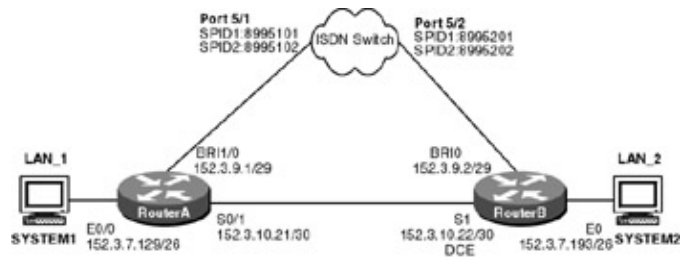 Port 5/1
SPID1:8995101
SPID2:8995102
ISDN Switch
Port 5/2
SPID1:8995201
SPID2:8995202
LAN_1
BRI1/0
152.3.9.1/29
BRI0
152.3.9.2/29
LAN_2
RouterA
RouterB
SYSTEM1
E0/0
152.3.7.129/26
S0/1
152.3.10.21/30
S1
152.3.10.22/30
DCE
E0
152.3.7.193/26
SYSTEM2